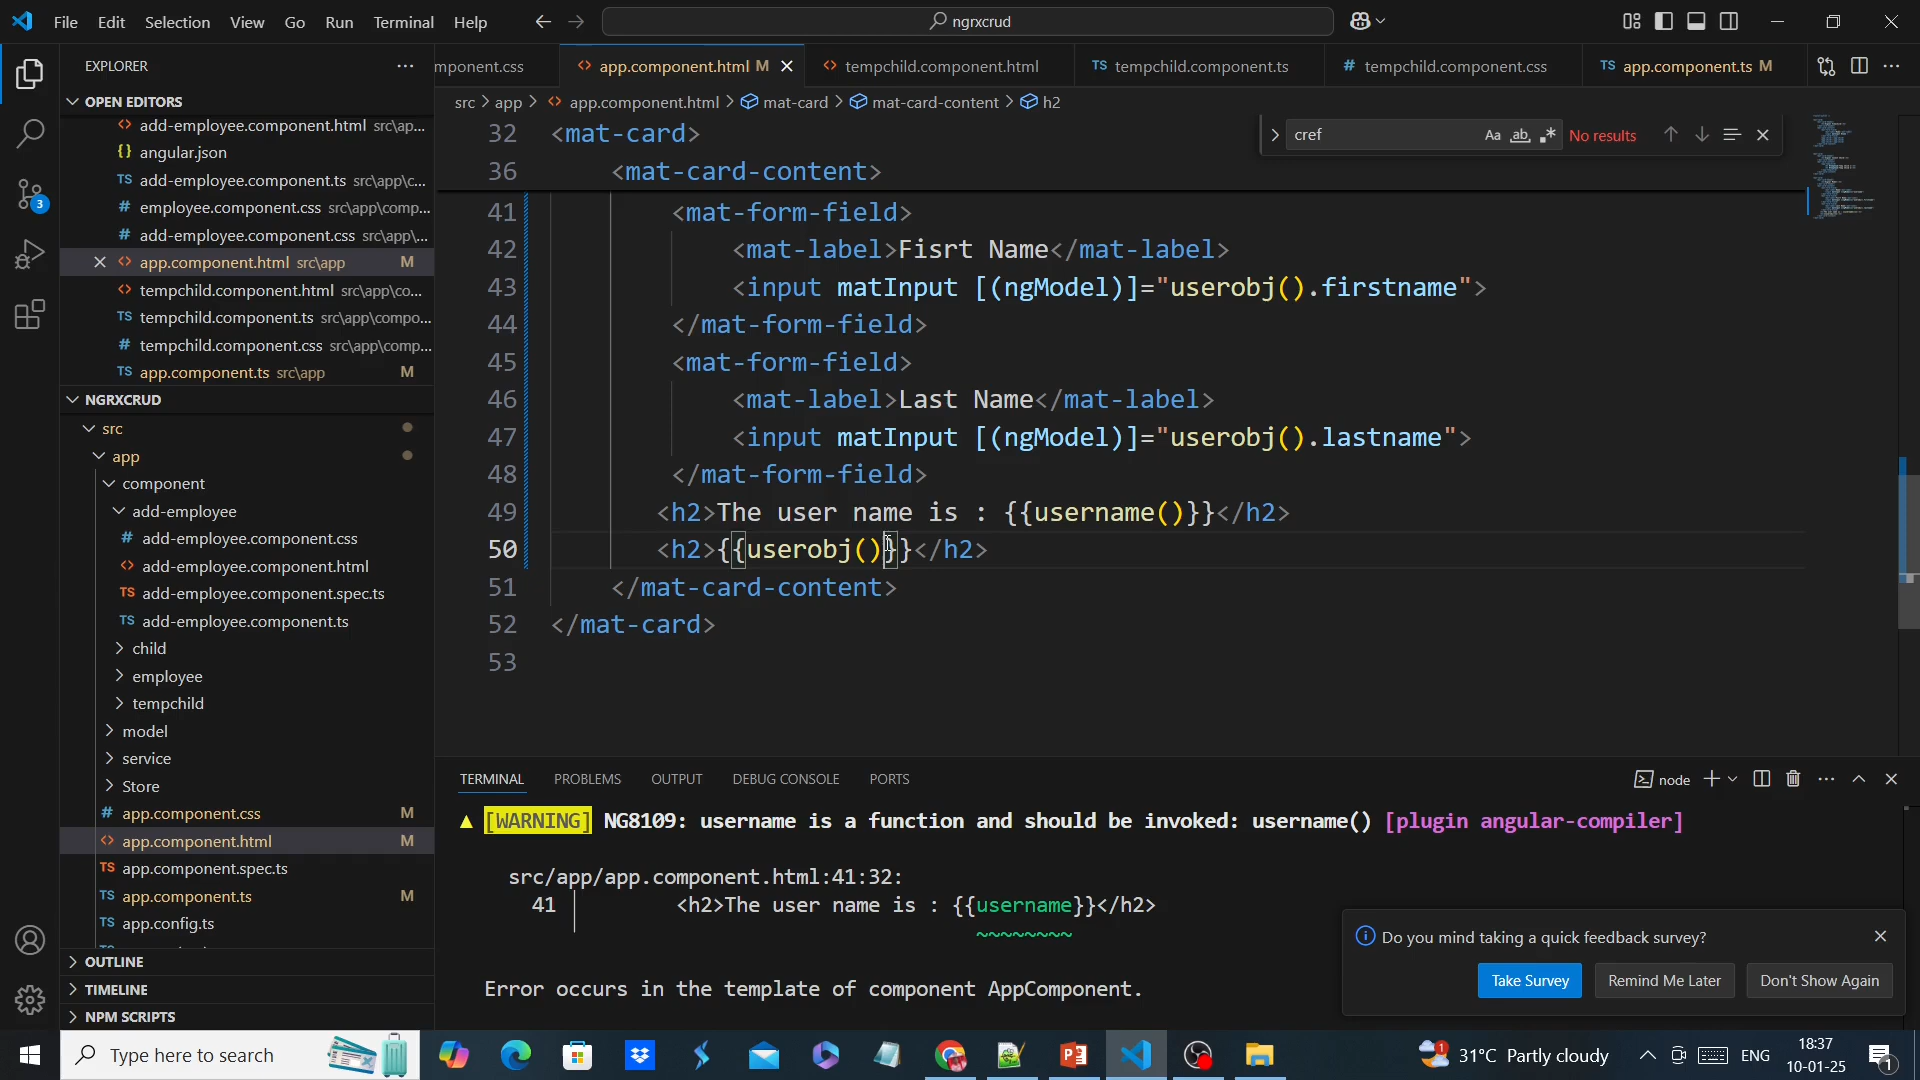 File Edit Selection View Go Run Terminal Help
ngrxcrud
EXPLORER
OPEN EDITORS
add-employee.component.html src\ap...
{} angular.json
TS add-employee.component.ts src\app\c...
# employee.component.css src\app\comp...
# add-employee.component.css src\app\...
app.component.html src\app M
tempchild.component.html src\app\co...
TS tempchild.component.ts src\app\compo...
# tempchild.component.css src\app\comp...
TS app.component.ts src\app M
NGRXCRUD
src
app
component
add-employee
# add-employee.component.css
<> add-employee.component.html
TS add-employee.component.spec.ts
TS add-employee.component.ts
child
employee
tempchild
model
service
Store
# app.component.css M
<> app.component.html M
TS app.component.spec.ts
TS app.component.ts M
TS app.config.ts
OUTLINE
TIMELINE
NPM SCRIPTS
mponent.css
<> app.component.html M
<> tempchild.component.html
TS tempchild.component.ts
# tempchild.component.css
TS app.component.ts M
src > app > <> app.component.html > mat-card > mat-card-content > h2
cref Aa ab No results
32 <mat-card>
36 <mat-card-content>
41 <mat-form-field>
42 <mat-label>Fisrt Name</mat-label>
43 <input matInput [(ngModel)]="userobj().firstname">
44 </mat-form-field>
45 <mat-form-field>
46 <mat-label>Last Name</mat-label>
47 <input matInput [(ngModel)]="userobj().lastname">
48 </mat-form-field>
49 <h2>The user name is : {{username()}}</h2>
50 <h2>{{userobj()}}</h2>
51 </mat-card-content>
52 </mat-card>
53
TERMINAL PROBLEMS OUTPUT DEBUG CONSOLE PORTS
node
▲ [WARNING] NG8109: username is a function and should be invoked: username() [plugin angular-compiler]
src/app/app.component.html:41:32:
41 │ <h2>The user name is : {{username}}</h2>
~~~~~~~~
Error occurs in the template of component AppComponent.
Do you mind taking a quick feedback survey?
Take Survey Remind Me Later Don't Show Again
Type here to search
31°C Partly cloudy
ENG
18:37
10-01-25
3
1
1